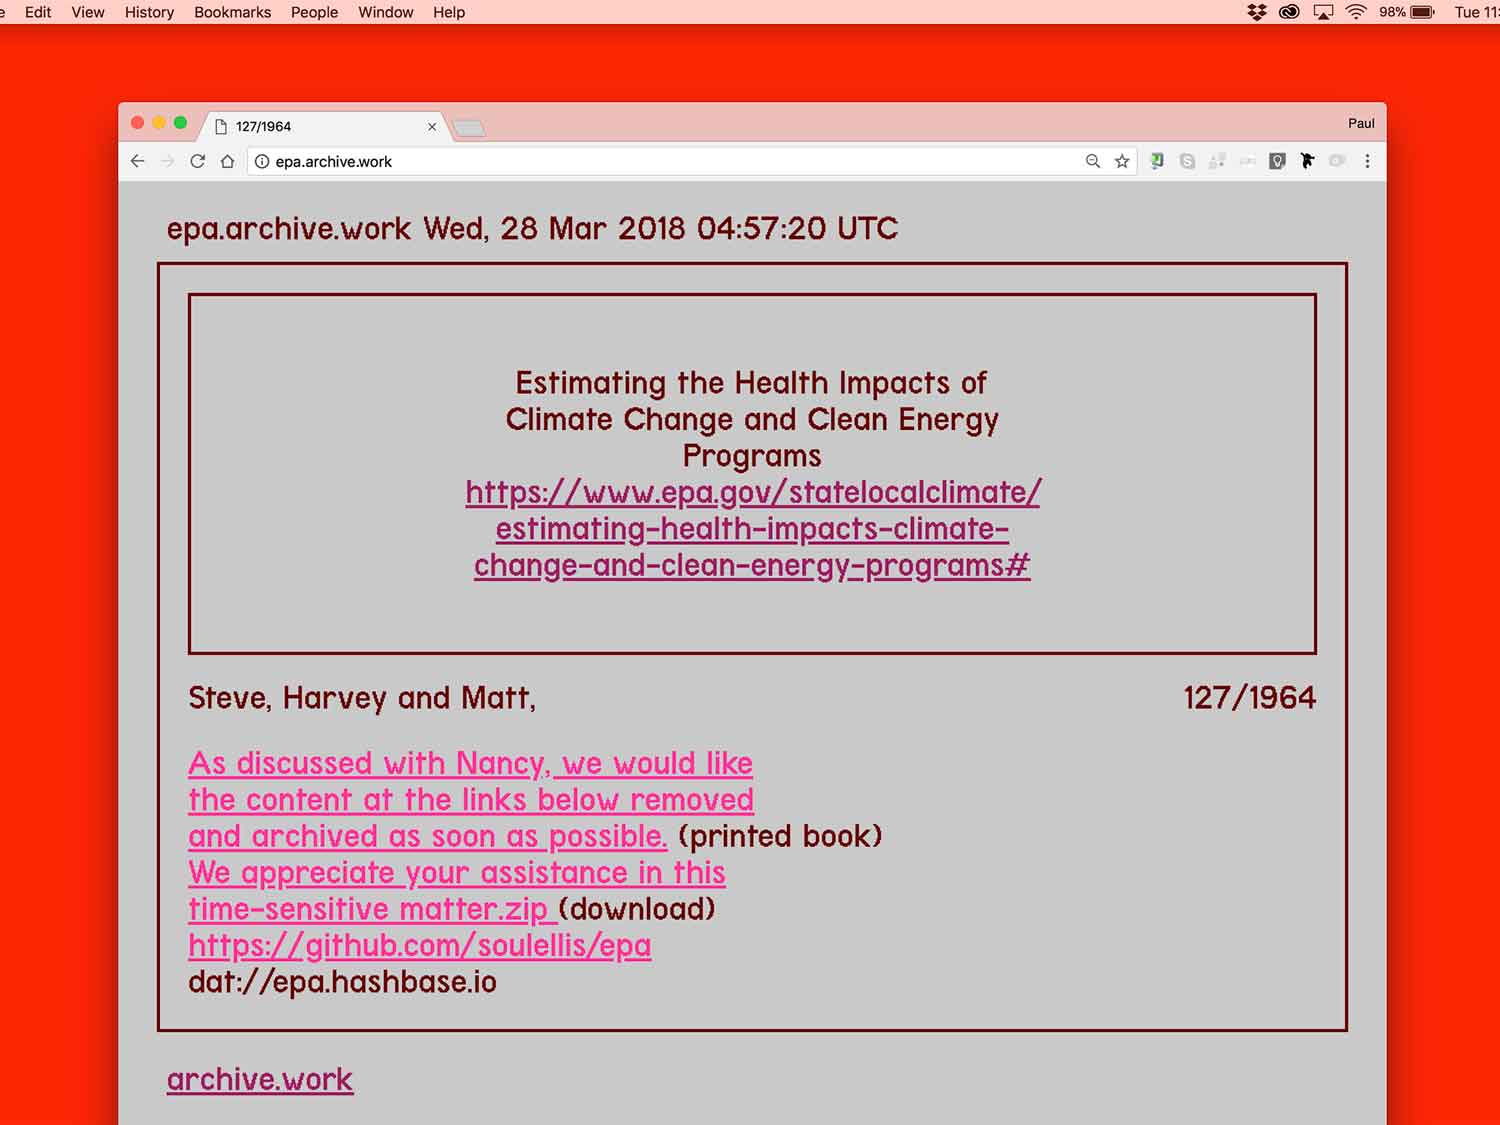 Edit View History Bookmarks People Window Help 98% Tue 11:
127/1964 Paul
epa.archive.work
epa.archive.work Wed, 28 Mar 2018 04:57:20 UTC
Estimating the Health Impacts of
Climate Change and Clean Energy
Programs
https://www.epa.gov/statelocalclimate/
estimating-health-impacts-climate-
change-and-clean-energy-programs#
Steve, Harvey and Matt, 127/1964
As discussed with Nancy, we would like
the content at the links below removed
and archived as soon as possible. (printed book)
We appreciate your assistance in this
time-sensitive matter.zip (download)
https://github.com/soulellis/epa
dat://epa.hashbase.io
archive.work